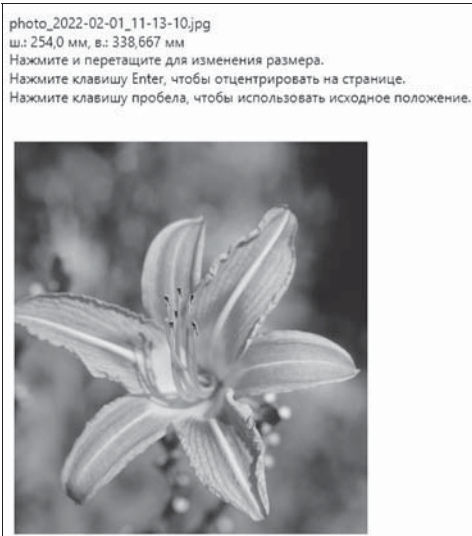 photo_2022-02-01_11-13-10.jpg
ш.: 254,0 мм, в.: 338,667 мм
Нажмите и перетащите для изменения размера.
Нажмите клавишу Enter, чтобы отцентрировать на странице.
Нажмите клавишу пробела, чтобы использовать исходное положение.